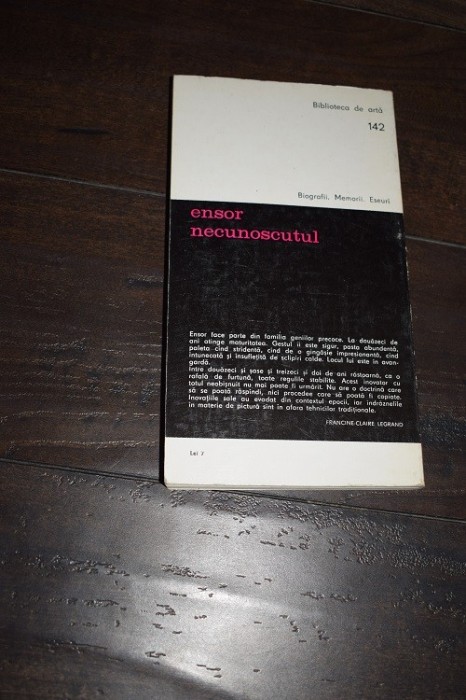 Biblioteca de artă
142
Biografii. Memorii. Eseuri
ensor
necunoscutul
Ensor face parte din familia geniilor precoce. La douăzeci de
ani atinge maturitatea. Gestul îi este sigur, pasta abundentă,
paleta cînd stridentă, cînd de o gingășie impresionantă, cînd
întunecată și însuflețită de sclipiri calde. Locul lui este în avan-
gardă.
Între douăzeci și șase și treizeci și doi de ani răstoarnă, ca o
rafală de furtună, toate regulile stabilite. Acest inovator cu
totul neobișnuit nu mai poate fi urmărit. Nu are o doctrină care
să se poată răspîndi, nici procedee care să poată fi copiate.
Inovațiile sale au evadat din contextul epocii, iar îndrăznelile
în materie de pictură sînt în afara tehnicilor tradiționale.
FRANCINE-CLAIRE LEGRAND
Lei 7